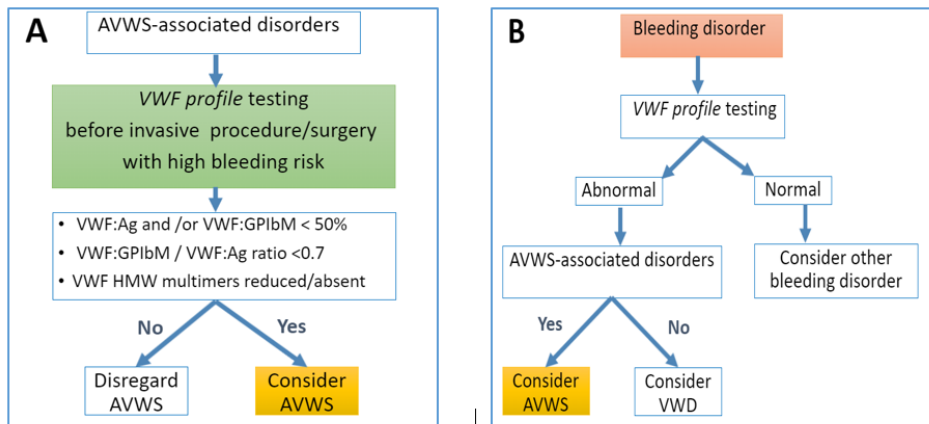 A
AVWS-associated disorders
VWF profile testing
before invasive procedure/surgery
with high bleeding risk
• VWF:Ag and /or VWF:GPIbM < 50%
• VWF:GPIbM / VWF:Ag ratio <0.7
• VWF HMW multimers reduced/absent
No
Yes
Disregard
AVWS
Consider
AVWS
B
Bleeding disorder
VWF profile testing
Abnormal
Normal
AVWS-associated disorders
Consider other
bleeding disorder
Yes
No
Consider
AVWS
Consider
VWD